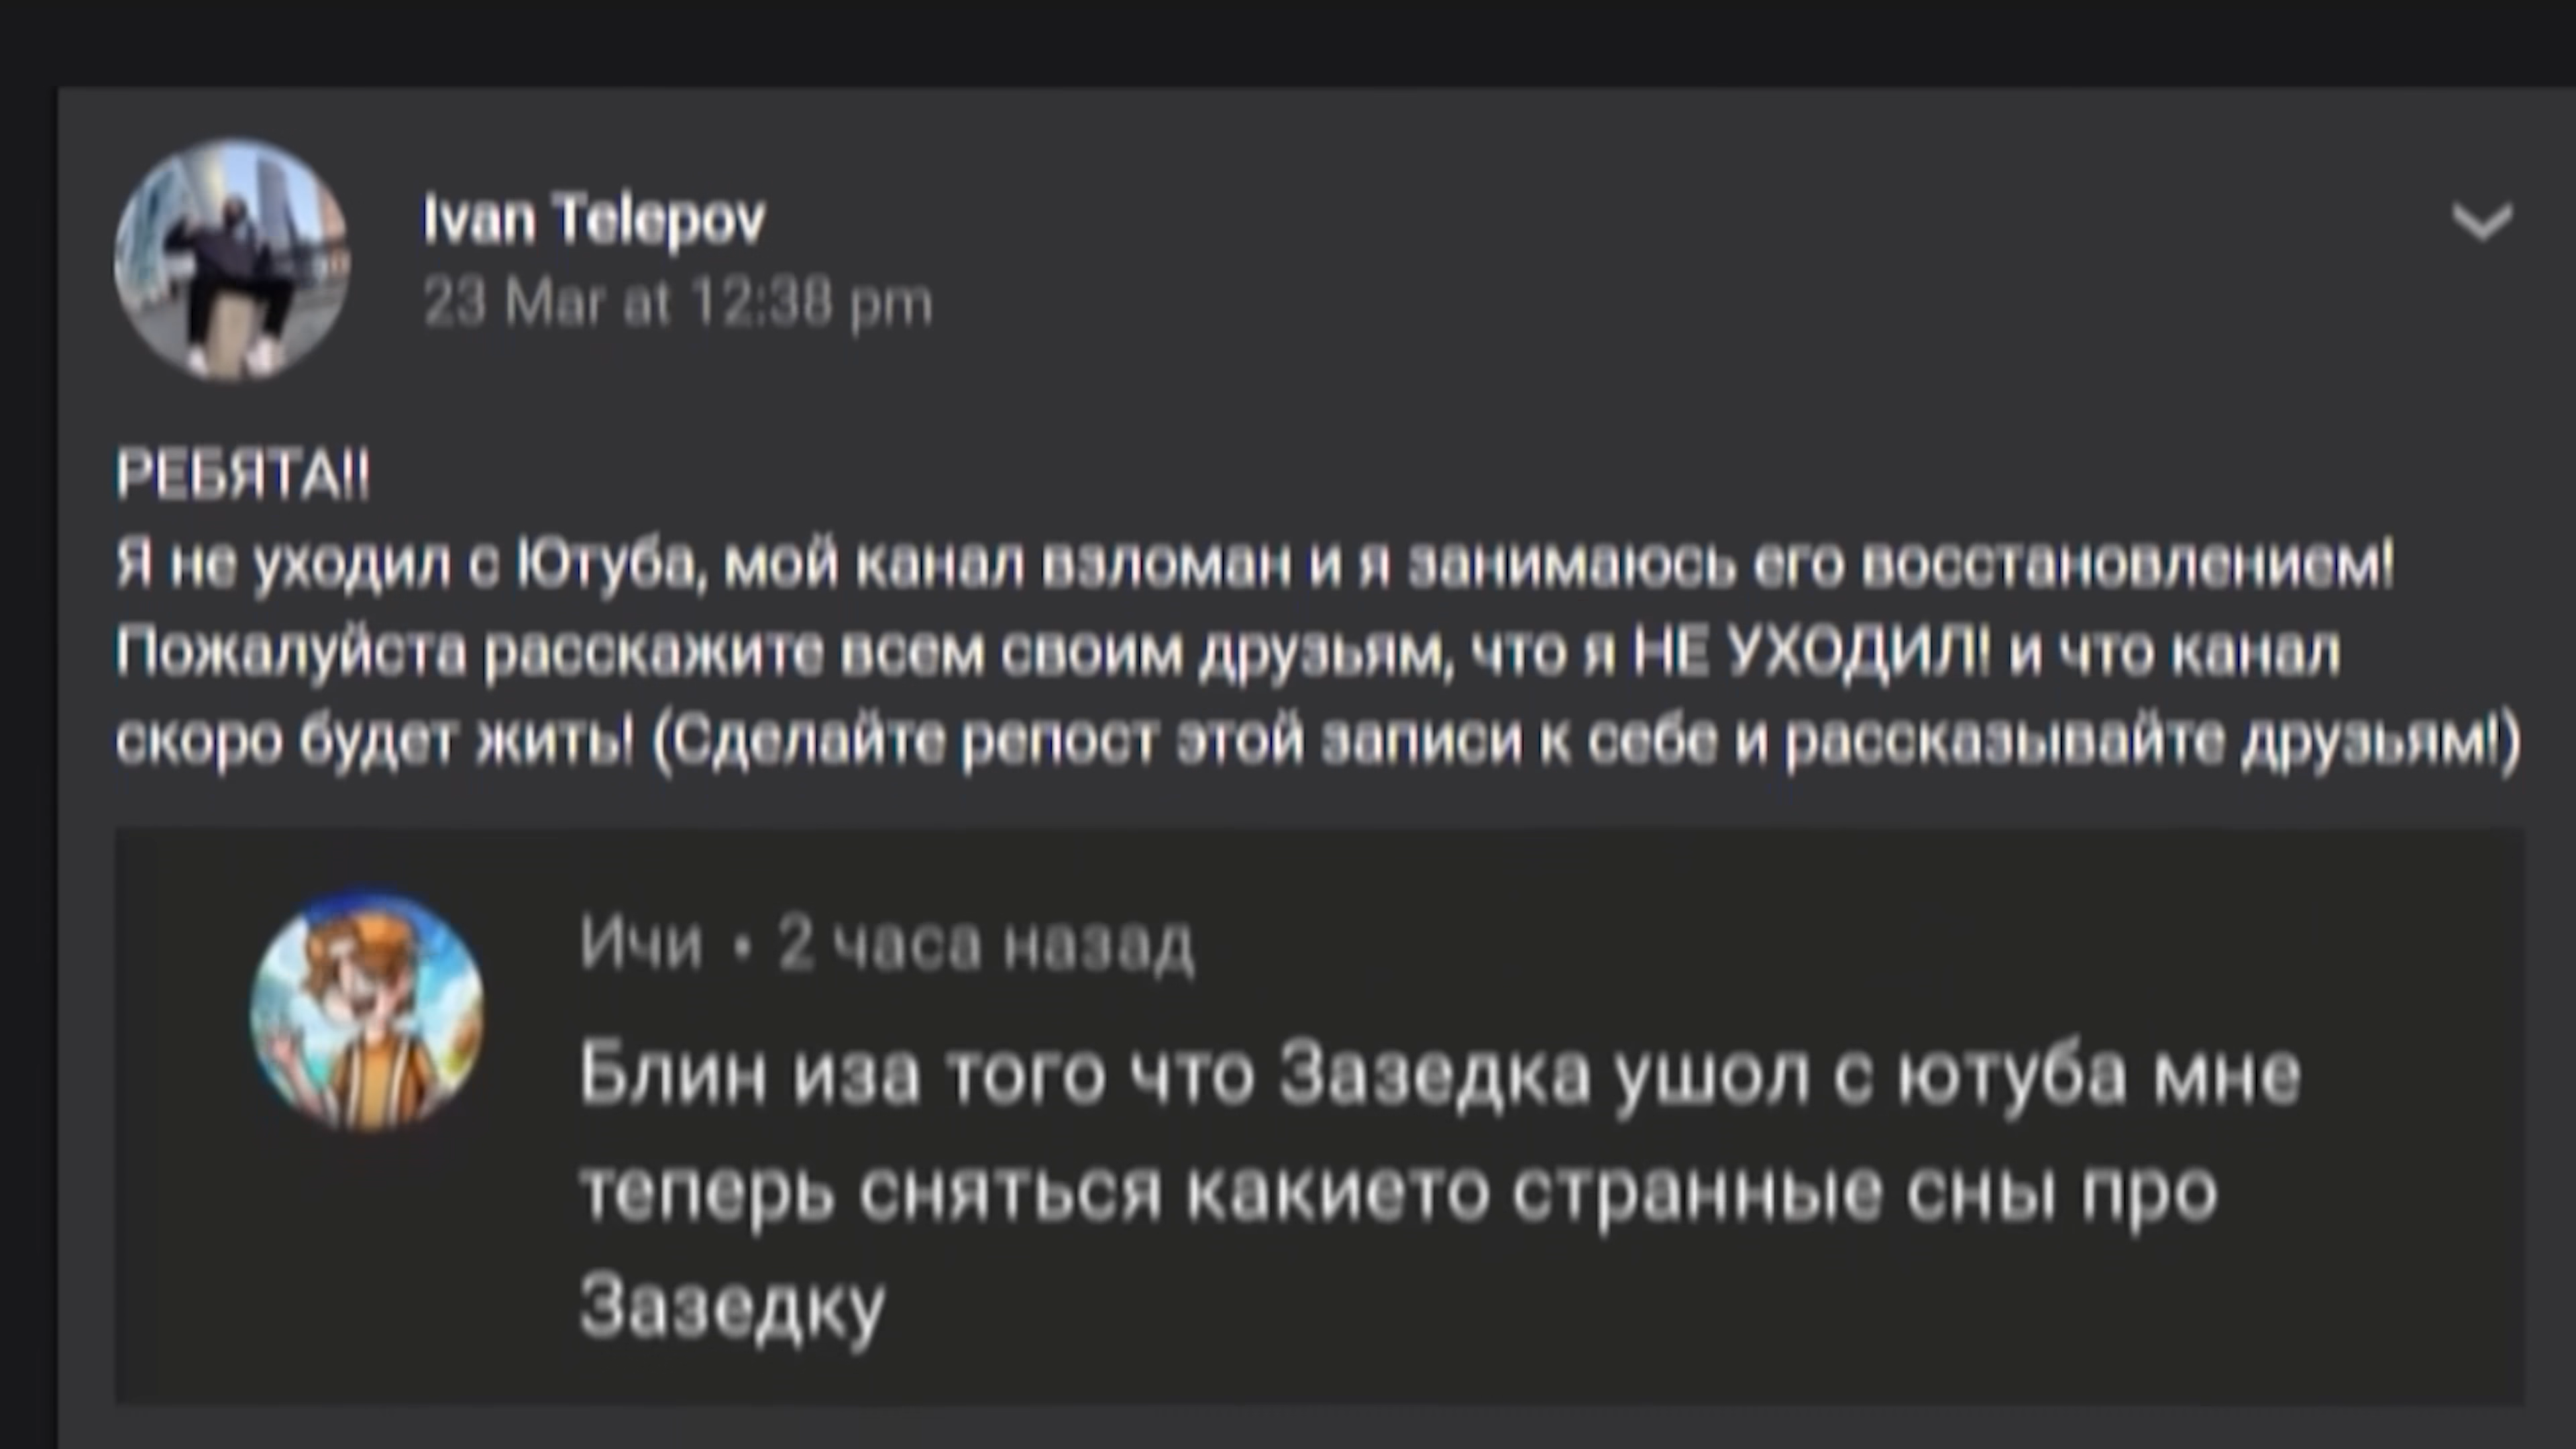 Ivan Telepov
23 Mar at 12:38 pm
РЕБЯТА!!
Я не уходил с Ютуба, мой канал взломан и я занимаюсь его восстановлением!
Пожалуйста расскажите всем своим друзьям, что я НЕ УХОДИЛ! и что канал
скоро будет жить! (Сделайте репост этой записи к себе и рассказывайте друзьям!)
Ичи • 2 часа назад
Блин иза того что Зазедка ушол с ютуба мне
теперь сняться какието странные сны про
Зазедку